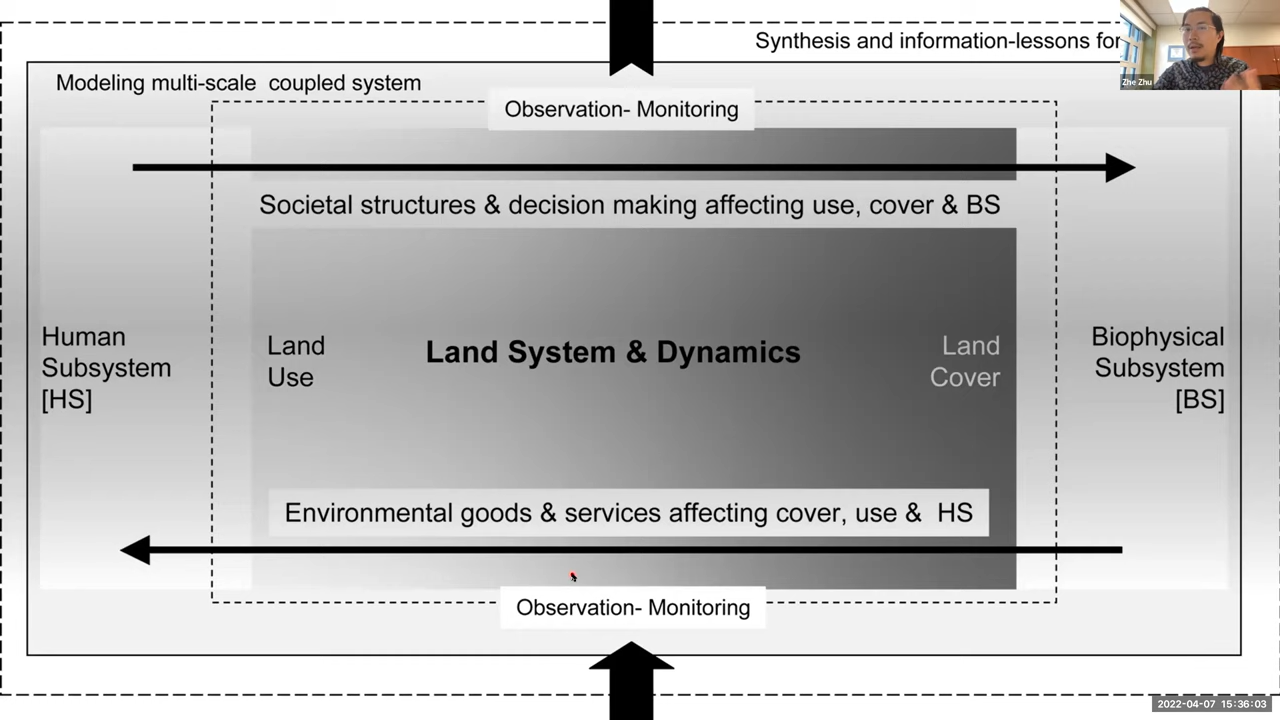 Synthesis and information-lessons for
Zhe Zhu
Modeling multi-scale coupled system
Observation- Monitoring
Societal structures & decision making affecting use, cover & BS
Human
Subsystem
[HS]
Land
Use
Land System & Dynamics
Land
Cover
Biophysical
Subsystem
[BS]
Environmental goods & services affecting cover, use & HS
Observation- Monitoring
2022-04-07 15:36:03